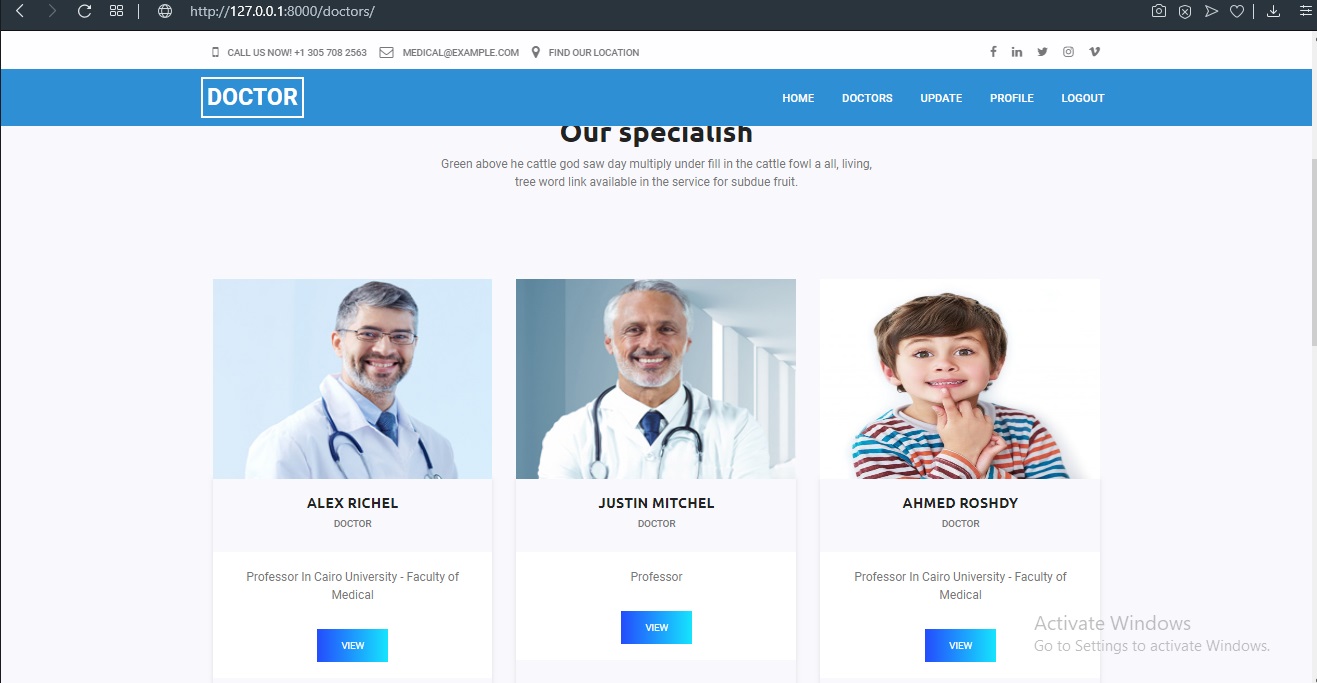 http://127.0.0.1:8000/doctors/
CALL US NOW! +1 305 708 2563 MEDICAL@EXAMPLE.COM FIND OUR LOCATION
DOCTOR HOME DOCTORS UPDATE PROFILE LOGOUT
Our specialish
Green above he cattle god saw day multiply under fill in the cattle fowl a all, living,
tree word link available in the service for subdue fruit.
ALEX RICHEL
DOCTOR
Professor In Cairo University - Faculty of
Medical
VIEW
JUSTIN MITCHEL
DOCTOR
Professor
VIEW
AHMED ROSHDY
DOCTOR
Professor In Cairo University - Faculty of
Medical
VIEW
Activate Windows
Go to Settings to activate Windows.